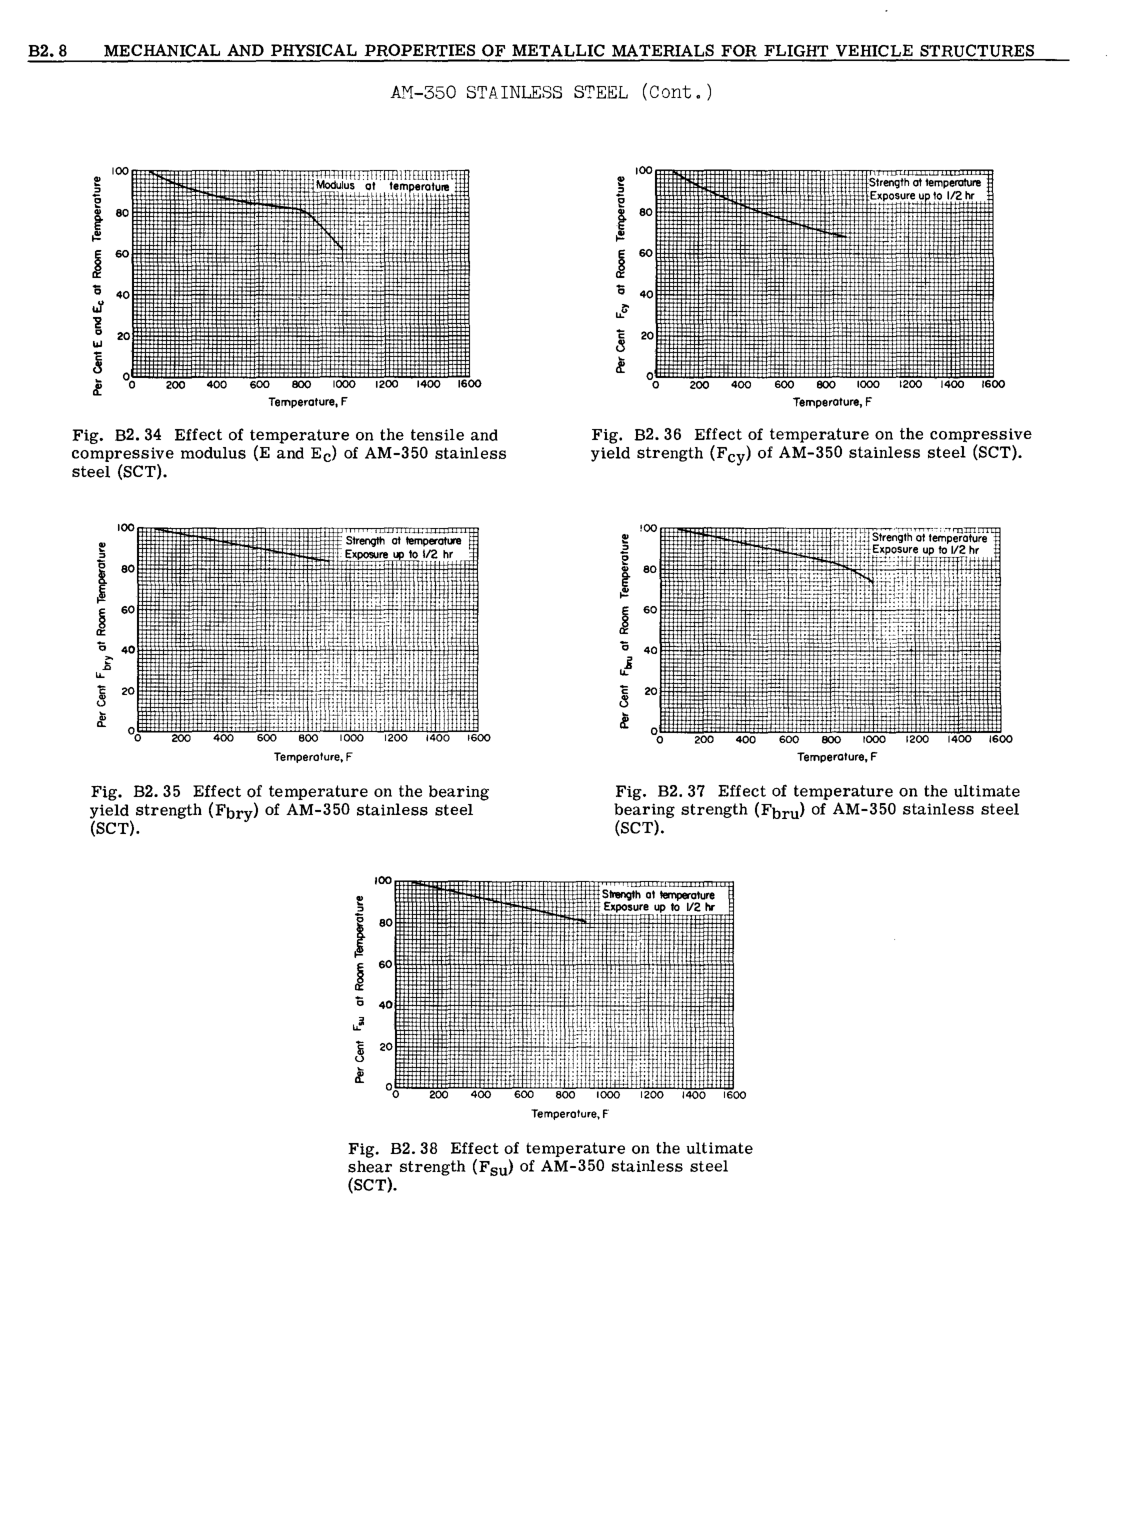 B2. 8 MECHANICAL AND PHYSICAL PROPERTIES OF METALLIC MATERIALS FOR FLIGHT VEHICLE STRUCTURES
AM-350 STAINLESS STEEL (Cont.)
Per Cent E and Ec at Room Temperature
100
80
60
40
20
0
Modulus at temperature
0 200 400 600 800 1000 1200 1400 1600
Temperature, F
Fig. B2. 34 Effect of temperature on the tensile and
compressive modulus (E and Ec) of AM-350 stainless
steel (SCT).
Per Cent Fcy at Room Temperature
100
80
60
40
20
0
Strength at temperature
Exposure up to 1/2 hr
0 200 400 600 800 1000 1200 1400 1600
Temperature, F
Fig. B2. 36 Effect of temperature on the compressive
yield strength (Fcy) of AM-350 stainless steel (SCT).
Per Cent Fbry at Room Temperature
100
80
60
40
20
0
Strength at temperature
Exposure up to 1/2 hr
0 200 400 600 800 1000 1200 1400 1600
Temperature, F
Fig. B2. 35 Effect of temperature on the bearing
yield strength (Fbry) of AM-350 stainless steel
(SCT).
Per Cent Fbru at Room Temperature
100
80
60
40
20
0
Strength at temperature
Exposure up to 1/2 hr
0 200 400 600 800 1000 1200 1400 1600
Temperature, F
Fig. B2. 37 Effect of temperature on the ultimate
bearing strength (Fbru) of AM-350 stainless steel
(SCT).
Per Cent Fsu at Room Temperature
100
80
60
40
20
0
Strength at temperature
Exposure up to 1/2 hr
0 200 400 600 800 1000 1200 1400 1600
Temperature, F
Fig. B2. 38 Effect of temperature on the ultimate
shear strength (Fsu) of AM-350 stainless steel
(SCT).